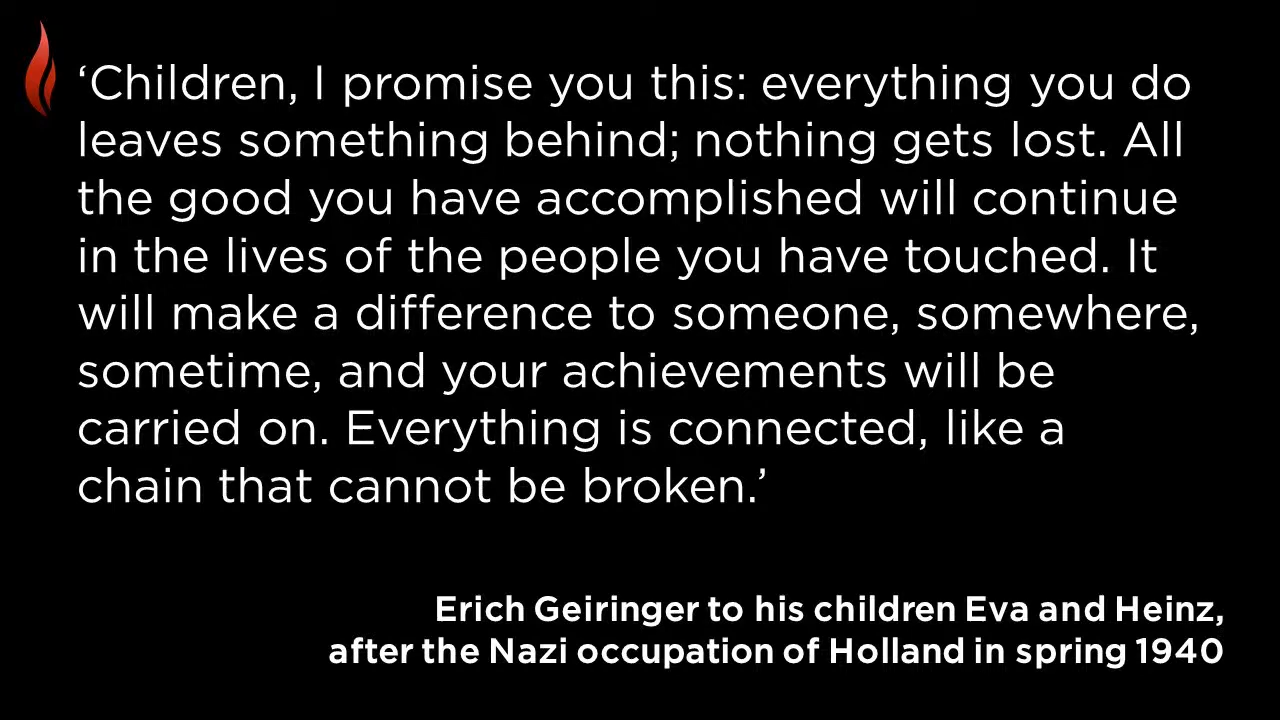 ‘Children, I promise you this: everything you do
leaves something behind; nothing gets lost. All
the good you have accomplished will continue
in the lives of the people you have touched. It
will make a difference to someone, somewhere,
sometime, and your achievements will be
carried on. Everything is connected, like a
chain that cannot be broken.’
Erich Geiringer to his children Eva and Heinz,
after the Nazi occupation of Holland in spring 1940